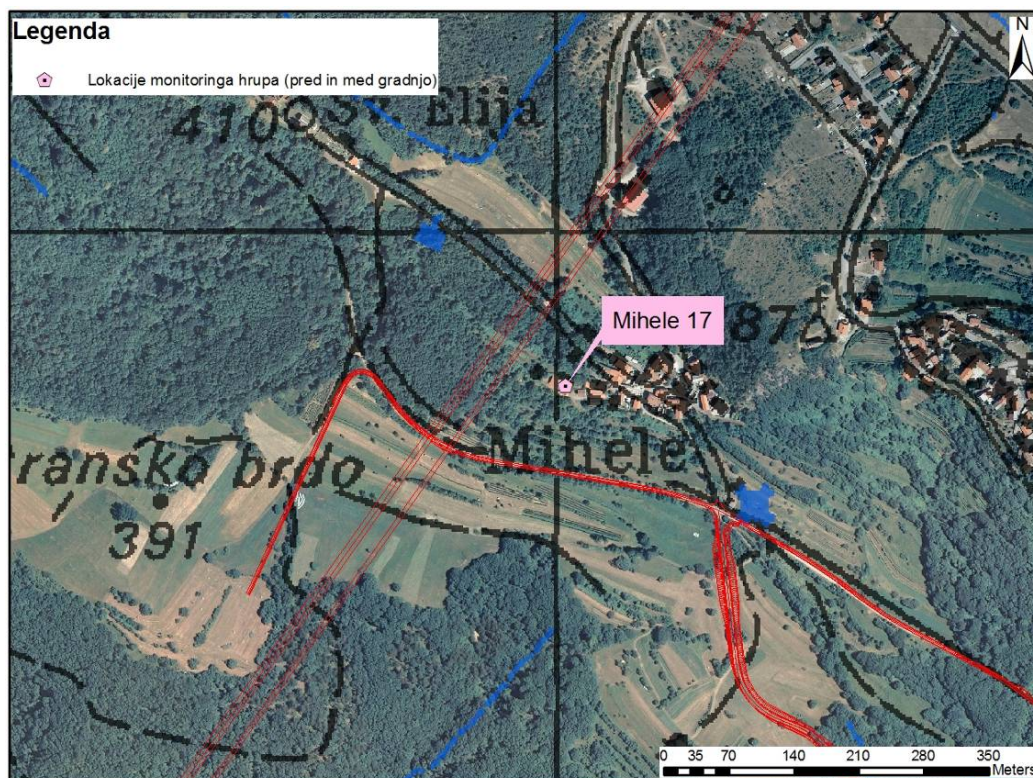 Legenda
Lokacije monitoringa hrupa (pred in med gradnjo)
N
410
Sv. Elija
Mihele 17
87
Mihele
ransko brdo
391
0 35 70 140 210 280 350
Meters